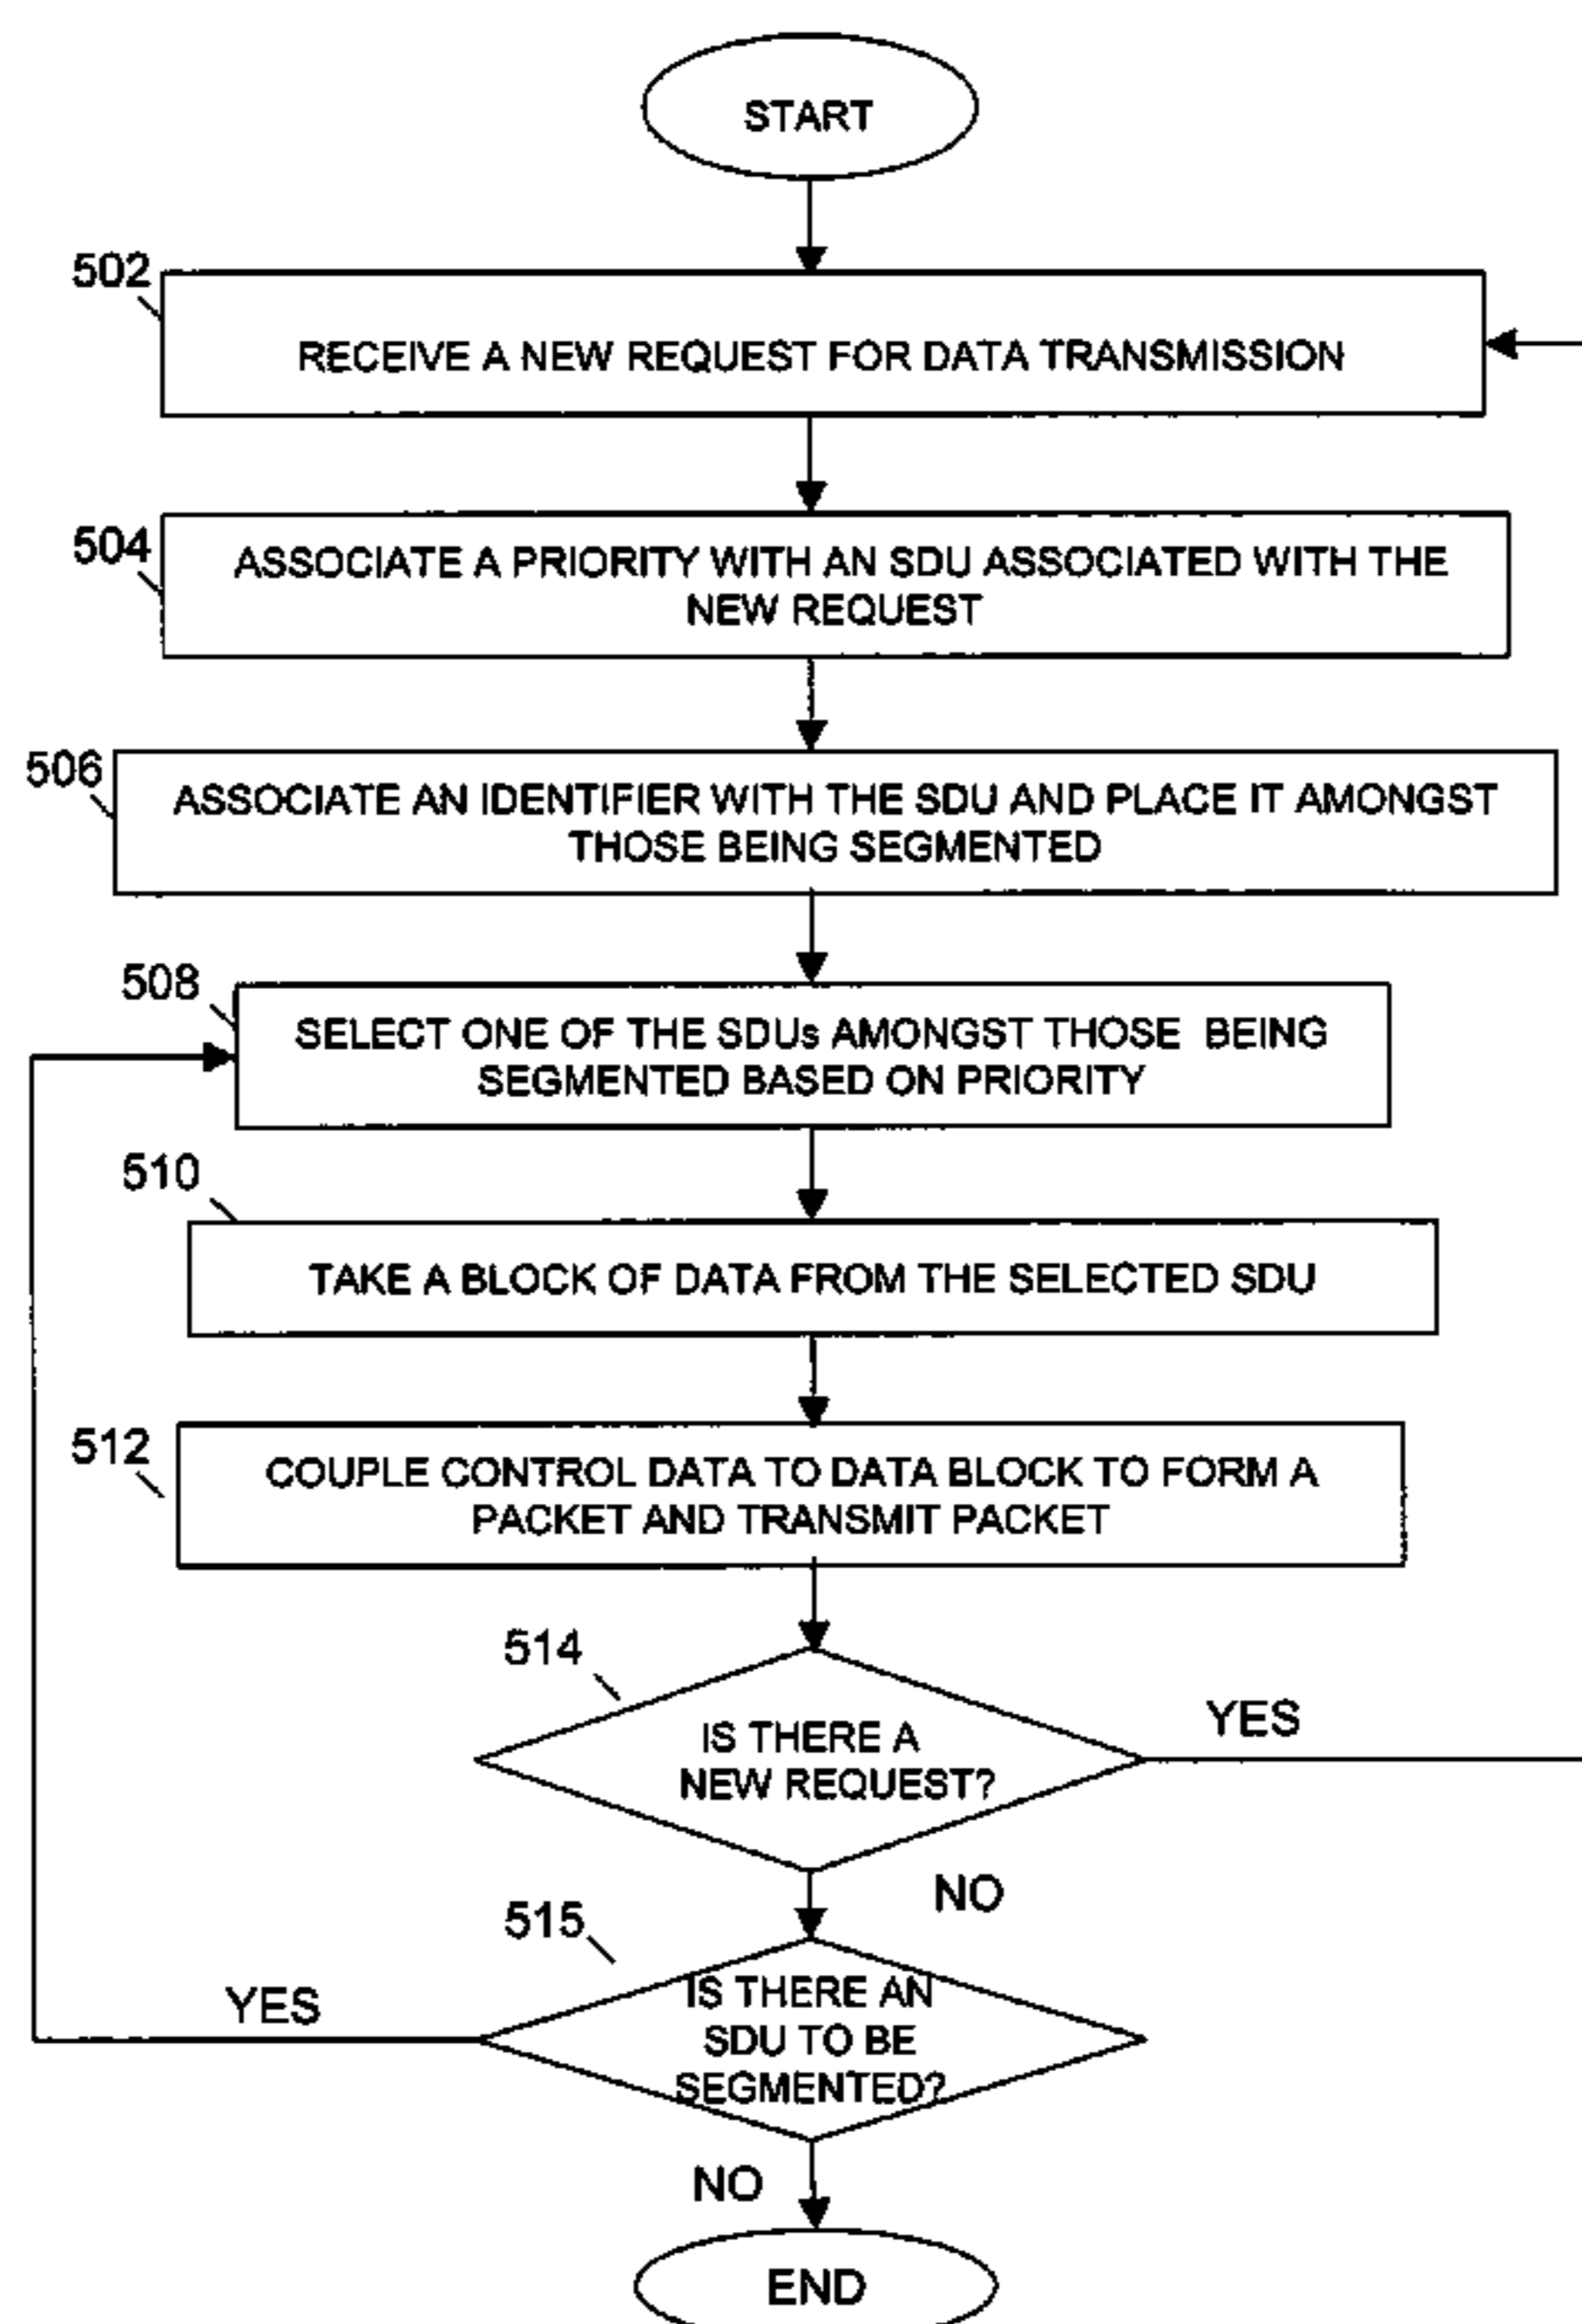 START
502
RECEIVE A NEW REQUEST FOR DATA TRANSMISSION
504
ASSOCIATE A PRIORITY WITH AN SDU ASSOCIATED WITH THE
NEW REQUEST
506
ASSOCIATE AN IDENTIFIER WITH THE SDU AND PLACE IT AMONGST
THOSE BEING SEGMENTED
508
SELECT ONE OF THE SDUs AMONGST THOSE BEING
SEGMENTED BASED ON PRIORITY
510
TAKE A BLOCK OF DATA FROM THE SELECTED SDU
512
COUPLE CONTROL DATA TO DATA BLOCK TO FORM A
PACKET AND TRANSMIT PACKET
514
IS THERE A
NEW REQUEST?
YES
NO
515
IS THERE AN
SDU TO BE
SEGMENTED?
YES
NO
END